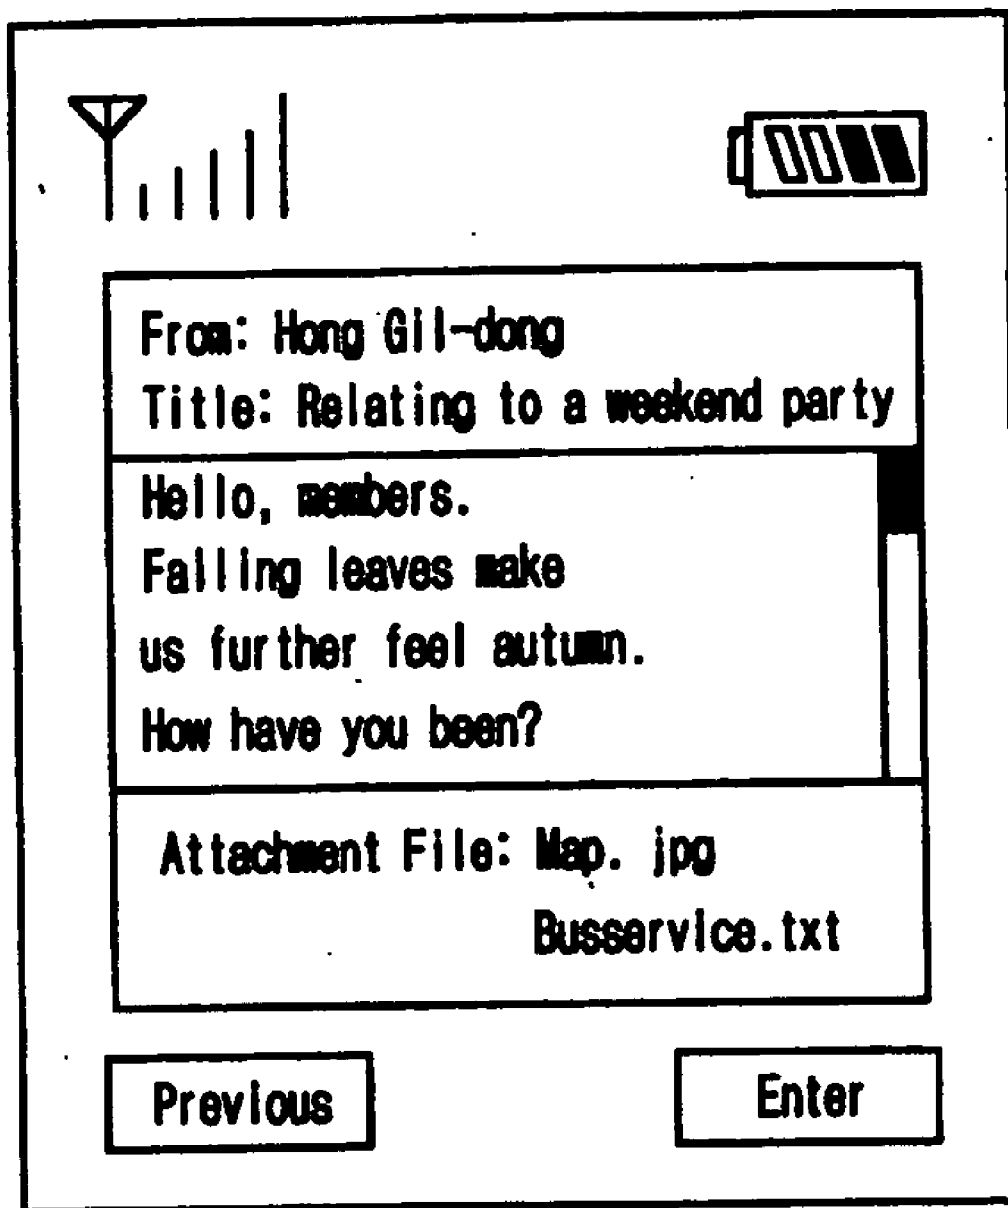 From: Hong Gil-dong
Title: Relating to a weekend party
Hello, members.
Falling leaves make
us further feel autumn.
How have you been?
Attachment File: Map. jpg
Busservice.txt
Previous
Enter